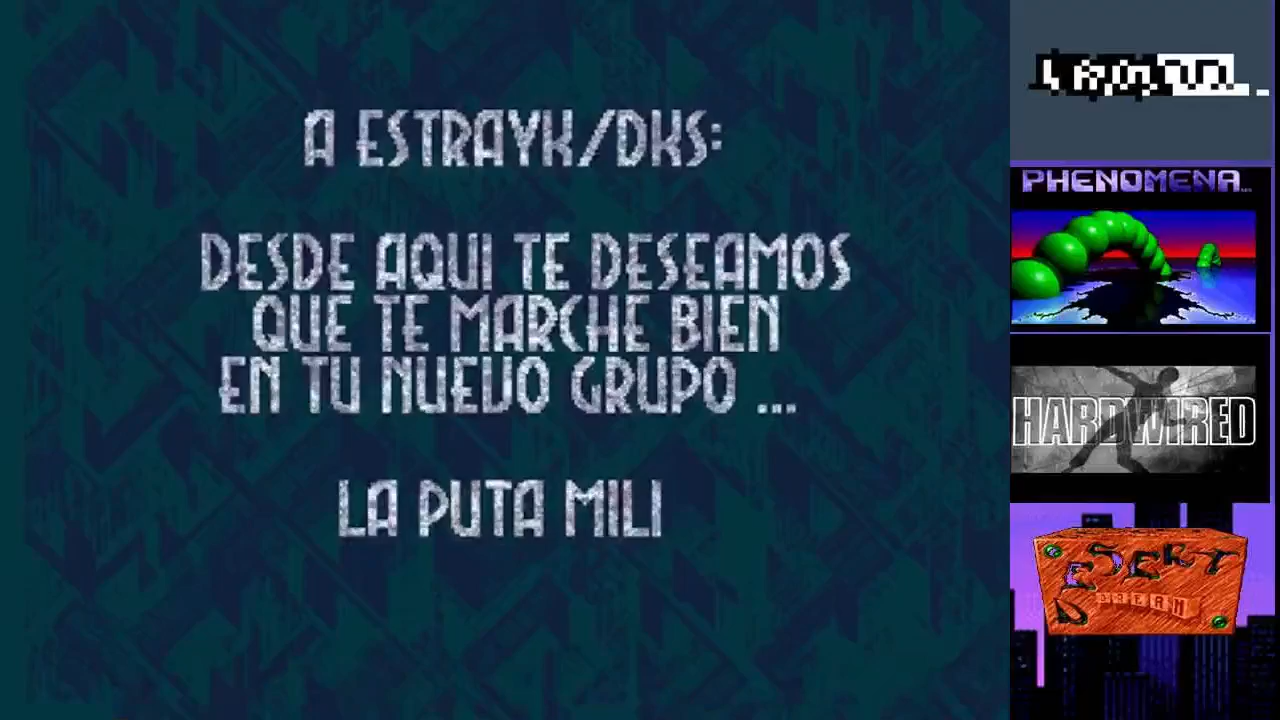 A ESTRAYK/DKS:
DESDE AQUI TE DESEAMOS
QUE TE MARCHE BIEN
EN TU NUEVO GRUPO ...
LA PUTA MILI
PHENOMENA...
HARDWIRED
DESERT
DREAM